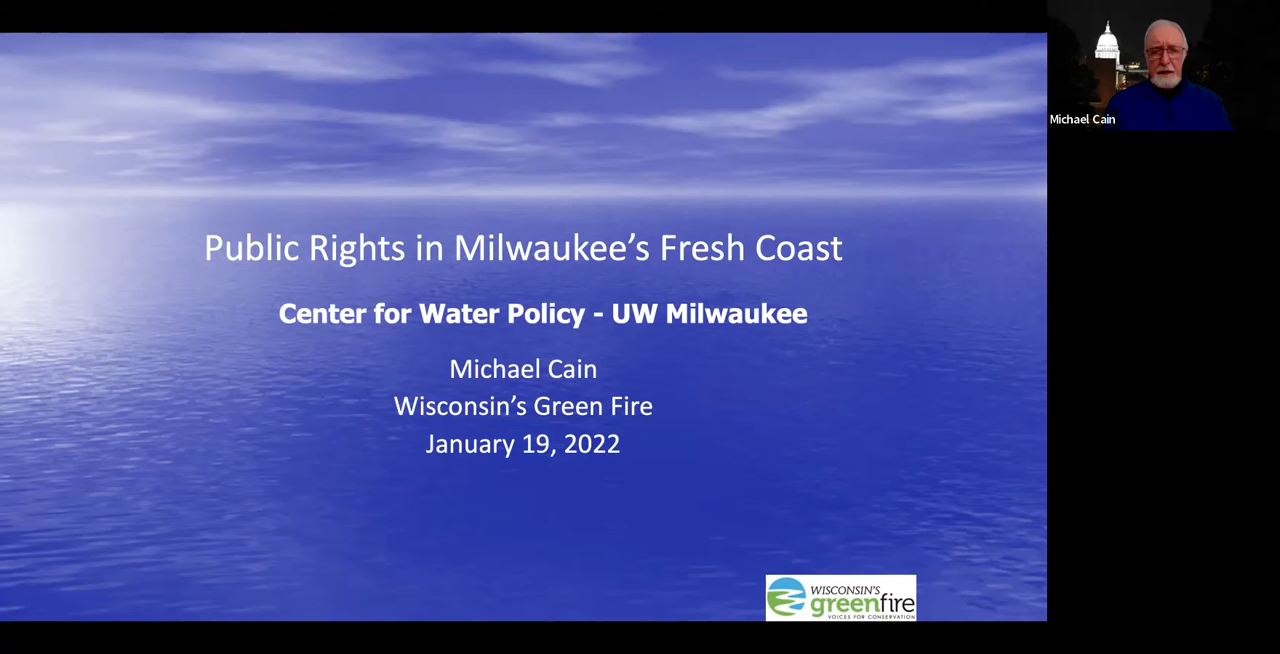 Public Rights in Milwaukee’s Fresh Coast
Center for Water Policy - UW Milwaukee
Michael Cain
Wisconsin’s Green Fire
January 19, 2022
WISCONSIN'S
greenfire
VOICES FOR CONSERVATION
Michael Cain